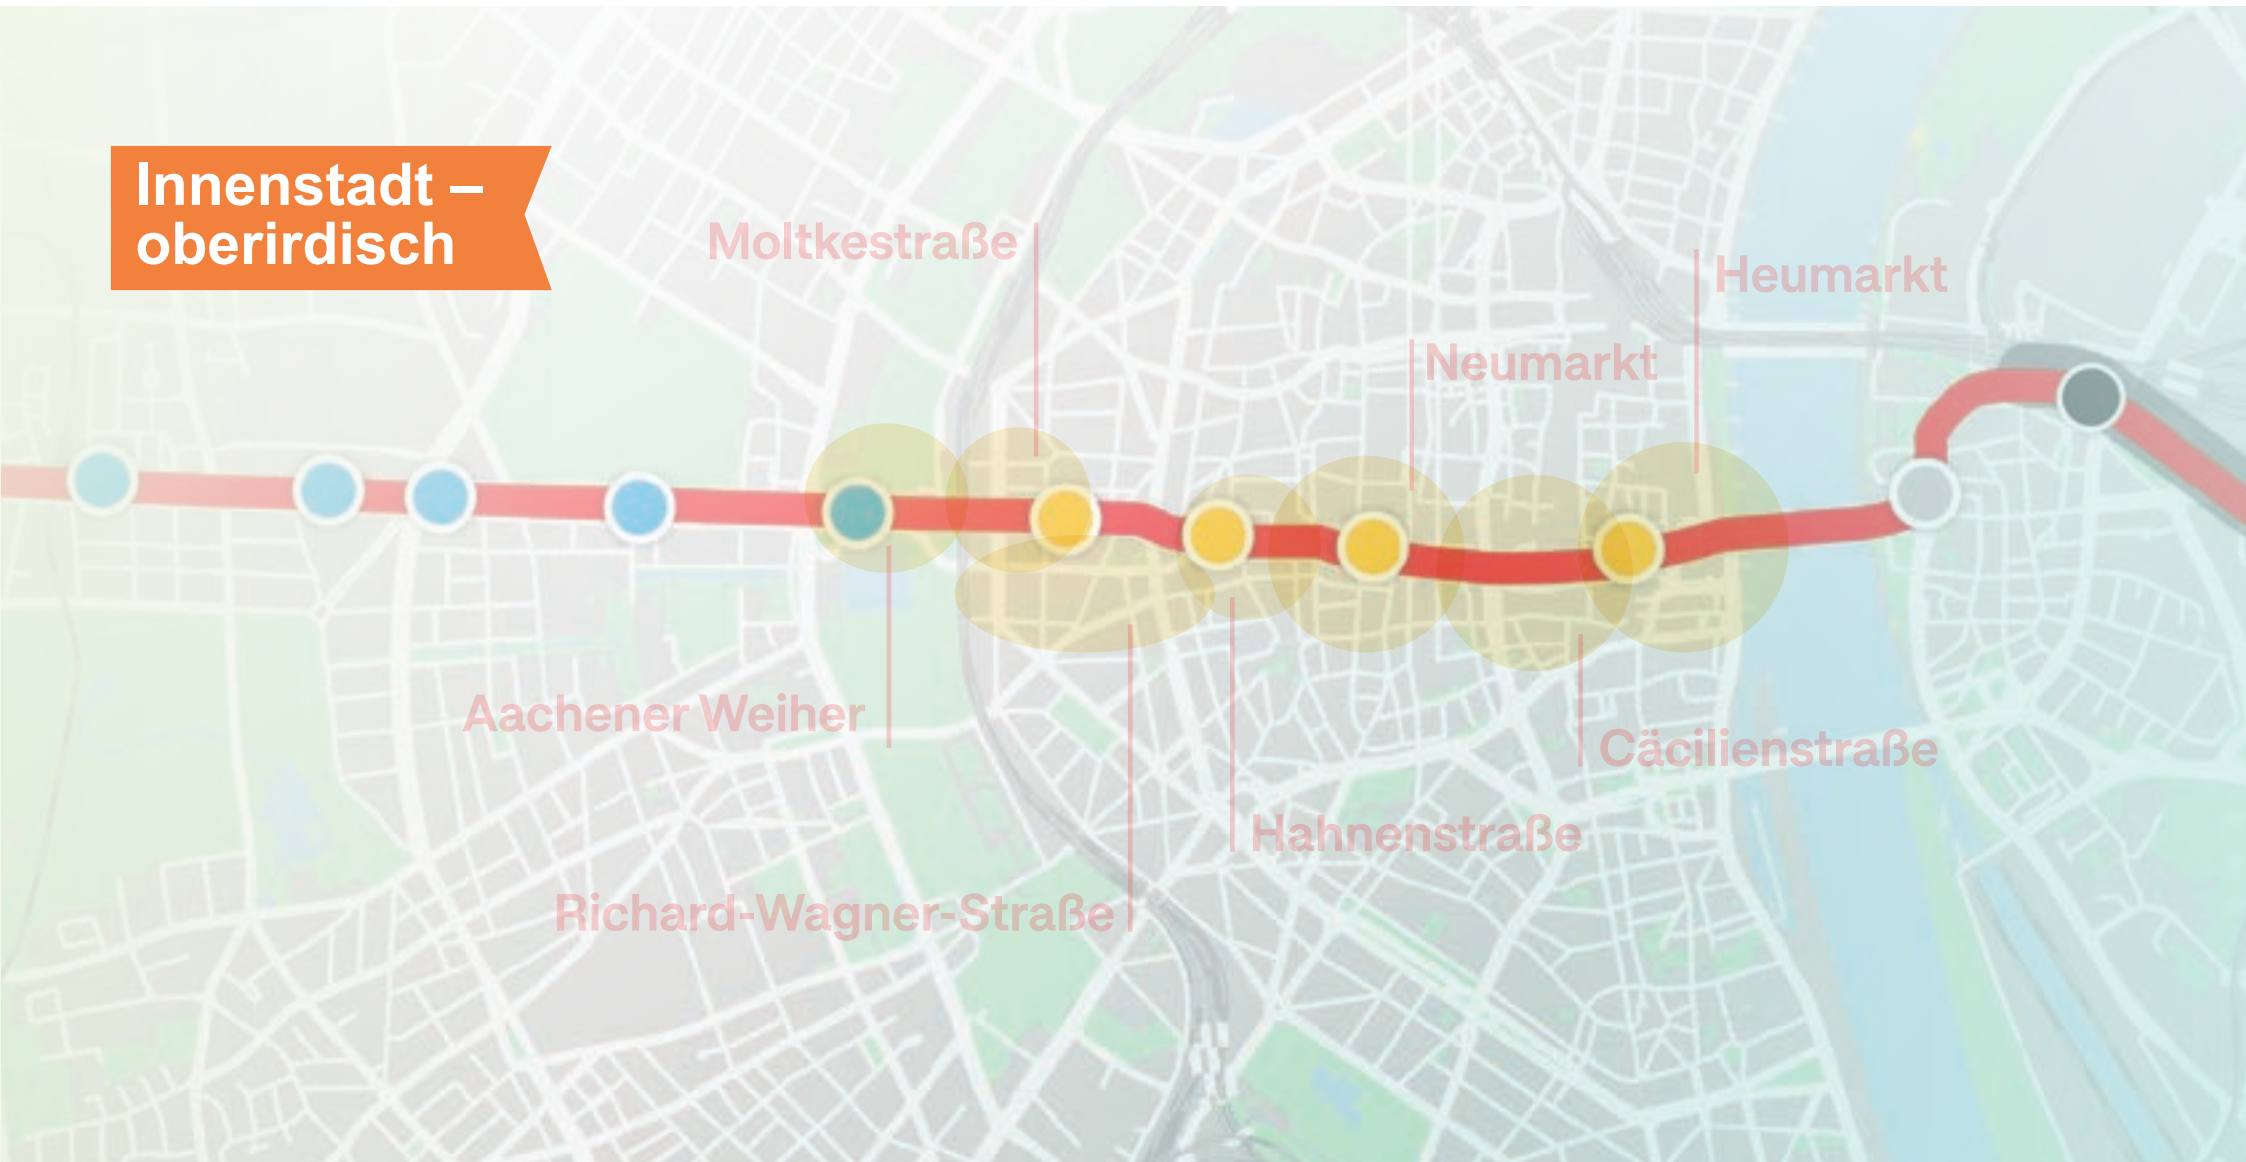 Innenstadt –
oberirdisch
Moltkestraße
Heumarkt
Neumarkt
Aachener Weiher
Cäcilienstraße
Hahnenstraße
Richard-Wagner-Straße